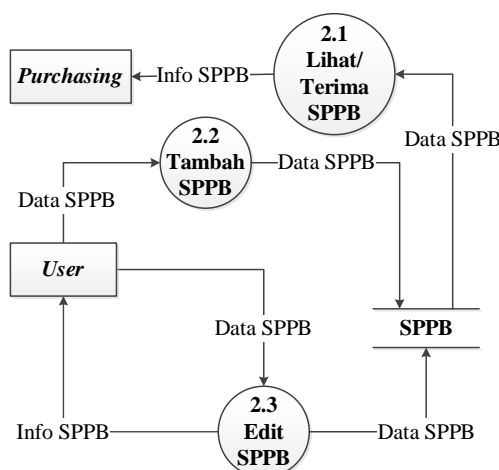 2.1
Lihat/
Terima
SPPB
Purchasing
Info SPPB
Data SPPB
2.2
Tambah
SPPB
Data SPPB
Data SPPB
User
SPPB
Data SPPB
2.3
Edit
SPPB
Info SPPB
Data SPPB